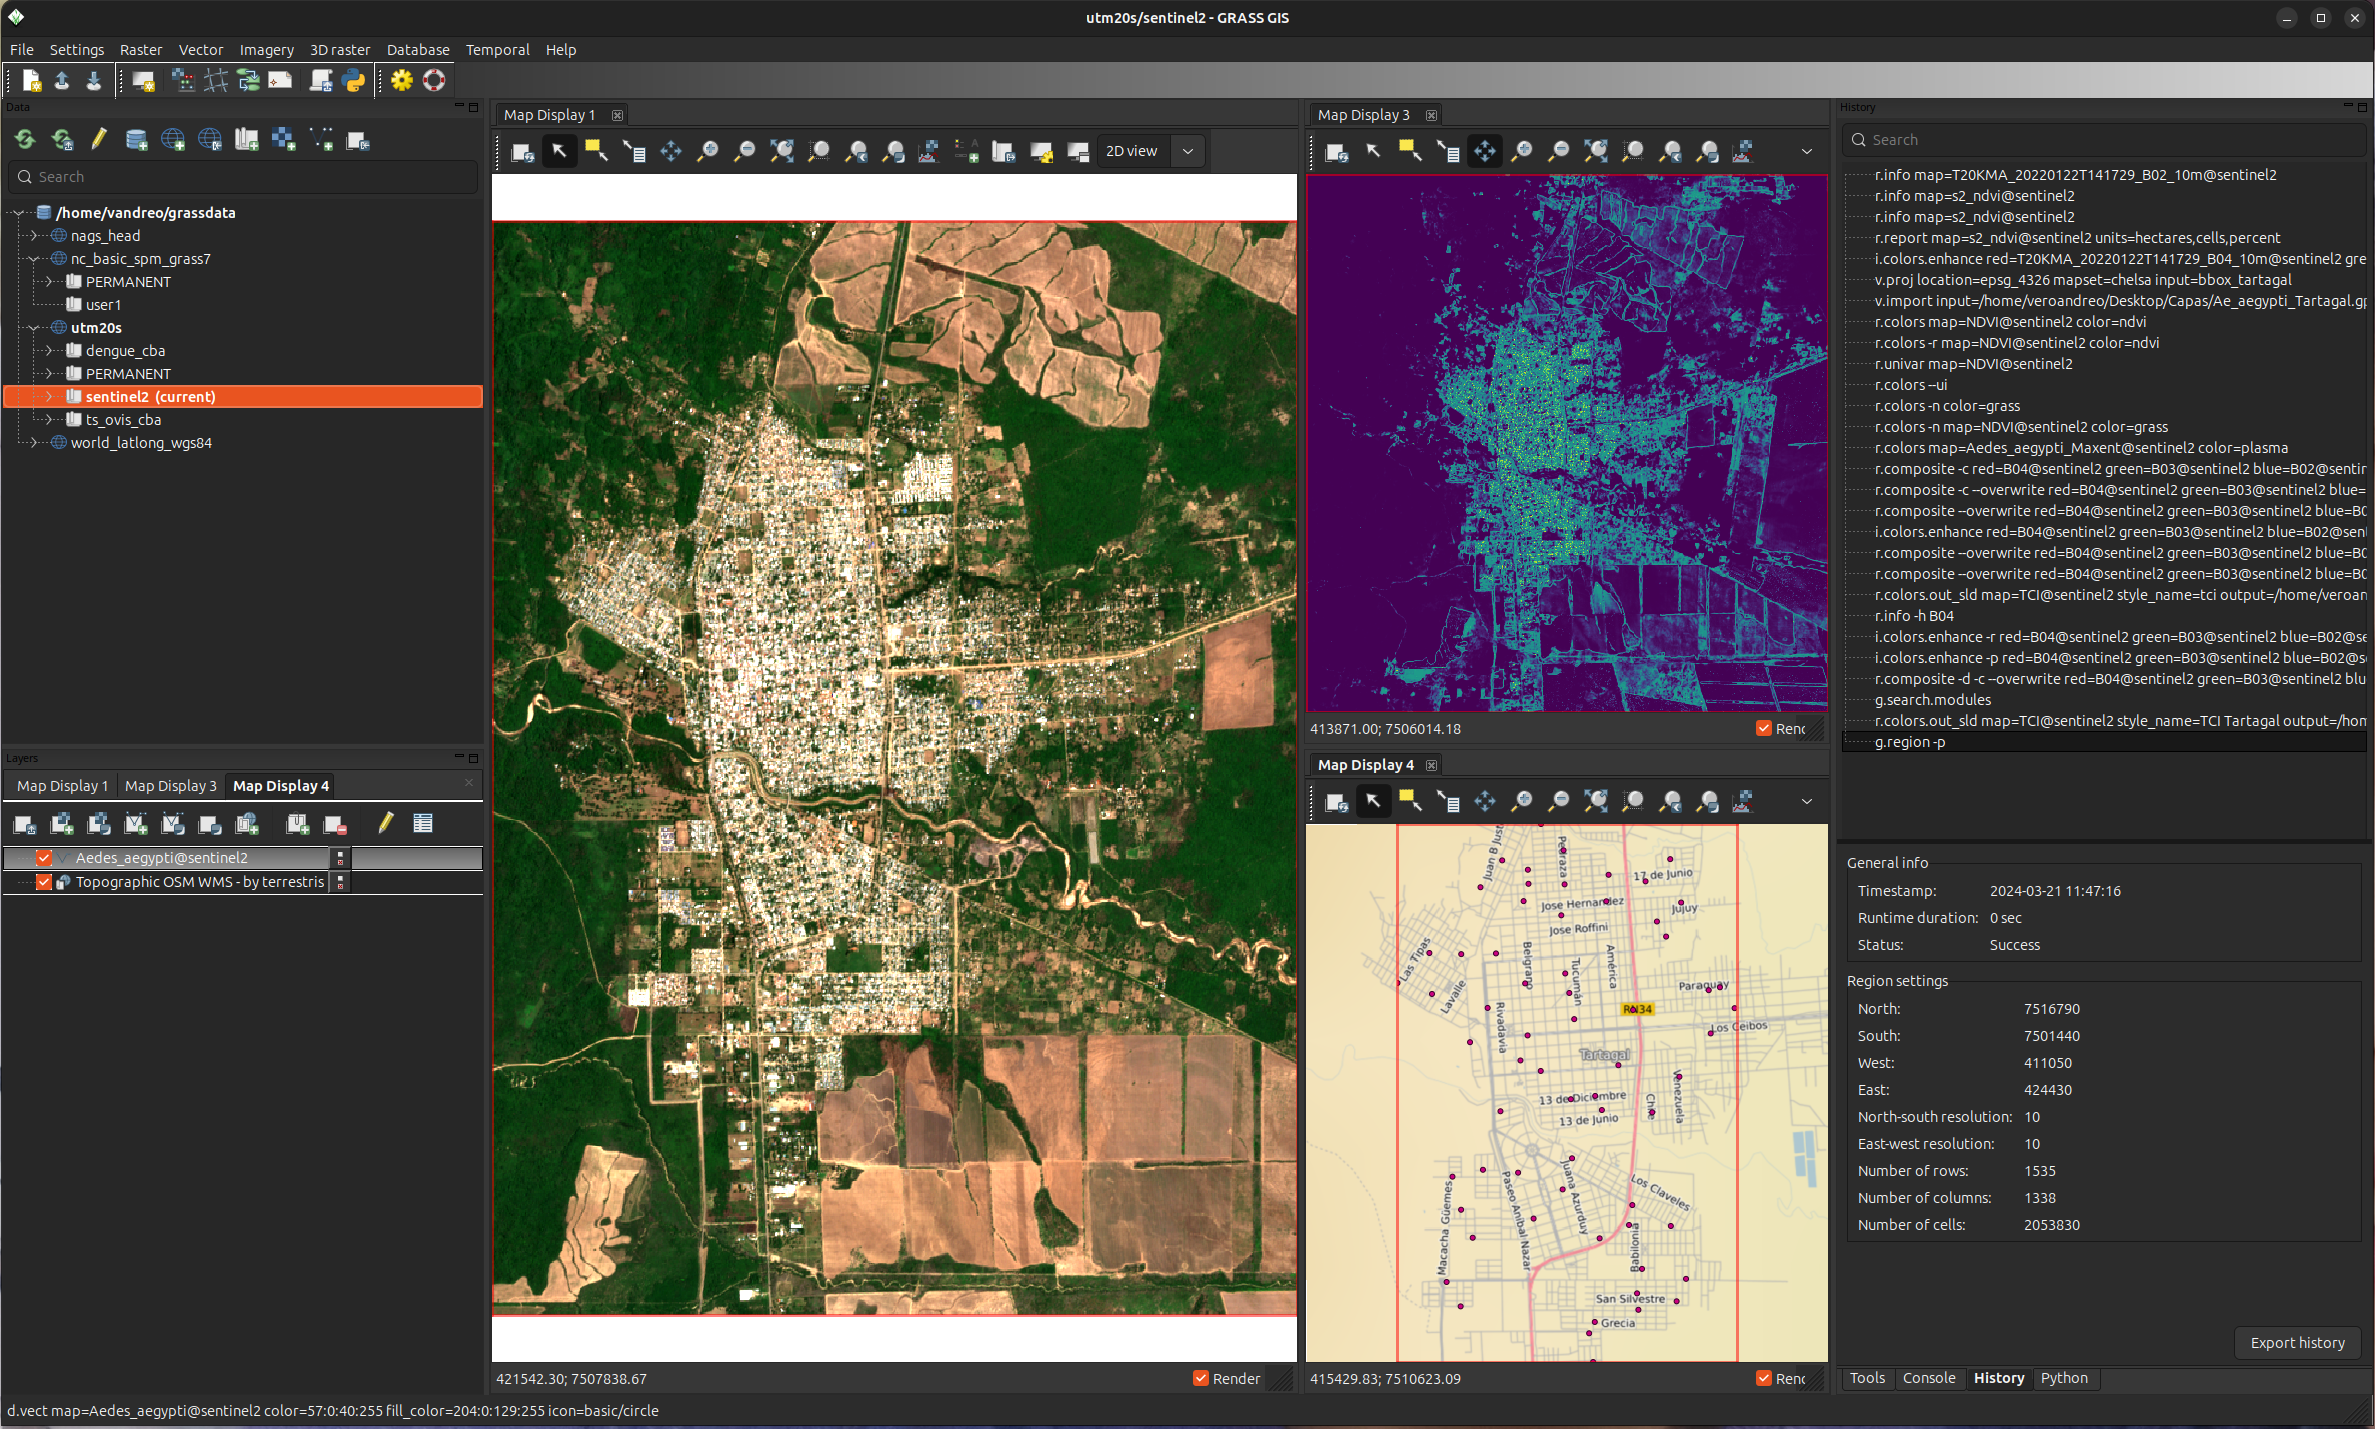 utm20s/sentinel2 - GRASS GIS
File Settings Raster Vector Imagery 3D raster Database Temporal Help
Data
Search
/home/vandreo/grassdata
nags_head
nc_basic_spm_grass7
PERMANENT
user1
utm20s
dengue_cba
PERMANENT
sentinel2 (current)
ts_ovis_cba
world_latlong_wgs84
Layers
Map Display 1 Map Display 3 Map Display 4
Aedes_aegypti@sentinel2
Topographic OSM WMS - by terrestris
Map Display 1
2D view
421542.30; 7507838.67
Render
Map Display 3
413871.00; 7506014.18
Rend
Map Display 4
Juan B Just
Pedraza
17 de Junio
Jose Hernandez
Jujuy
Jose Roffini
Las Tipas
Belgrano
América
Tucumán
Lavalle
Paraguay
Rivadavia
RN34
Los Ceibos
Tartagal
Venezuela
13 de Diciembre
Chile
13 de Junio
Juana Azurduy
Los Claveles
Paseo Anibal Nazar
Macacha Güemes
Babilonia
San Silvestre
Grecia
415429.83; 7510623.09
Rend
History
Search
r.info map=T20KMA_20220122T141729_B02_10m@sentinel2
r.info map=s2_ndvi@sentinel2
r.info map=s2_ndvi@sentinel2
r.report map=s2_ndvi@sentinel2 units=hectares,cells,percent
i.colors.enhance red=T20KMA_20220122T141729_B04_10m@sentinel2 gre
v.proj location=epsg_4326 mapset=chelsa input=bbox_tartagal
v.import input=/home/veroandreo/Desktop/Capas/Ae_aegypti_Tartagal.gp
r.colors map=NDVI@sentinel2 color=ndvi
r.colors -r map=NDVI@sentinel2 color=ndvi
r.univar map=NDVI@sentinel2
r.colors --ui
r.colors -n color=grass
r.colors -n map=NDVI@sentinel2 color=grass
r.colors map=Aedes_aegypti_Maxent@sentinel2 color=plasma
r.composite -c red=B04@sentinel2 green=B03@sentinel2 blue=B02@sentin
r.composite -c --overwrite red=B04@sentinel2 green=B03@sentinel2 blue=
r.composite --overwrite red=B04@sentinel2 green=B03@sentinel2 blue=B0
i.colors.enhance red=B04@sentinel2 green=B03@sentinel2 blue=B02@sen
r.composite --overwrite red=B04@sentinel2 green=B03@sentinel2 blue=B0
r.composite --overwrite red=B04@sentinel2 green=B03@sentinel2 blue=B0
r.colors.out_sld map=TCI@sentinel2 style_name=tci output=/home/veroan
r.info -h B04
i.colors.enhance -r red=B04@sentinel2 green=B03@sentinel2 blue=B02@se
i.colors.enhance -p red=B04@sentinel2 green=B03@sentinel2 blue=B02@s
r.composite -d -c --overwrite red=B04@sentinel2 green=B03@sentinel2 blu
g.search.modules
r.colors.out_sld map=TCI@sentinel2 style_name=TCI Tartagal output=/hom
g.region -p
General info
Timestamp: 2024-03-21 11:47:16
Runtime duration: 0 sec
Status: Success
Region settings
North: 7516790
South: 7501440
West: 411050
East: 424430
North-south resolution: 10
East-west resolution: 10
Number of rows: 1535
Number of columns: 1338
Number of cells: 2053830
Export history
Tools Console History Python
d.vect map=Aedes_aegypti@sentinel2 color=57:0:40:255 fill_color=204:0:129:255 icon=basic/circle